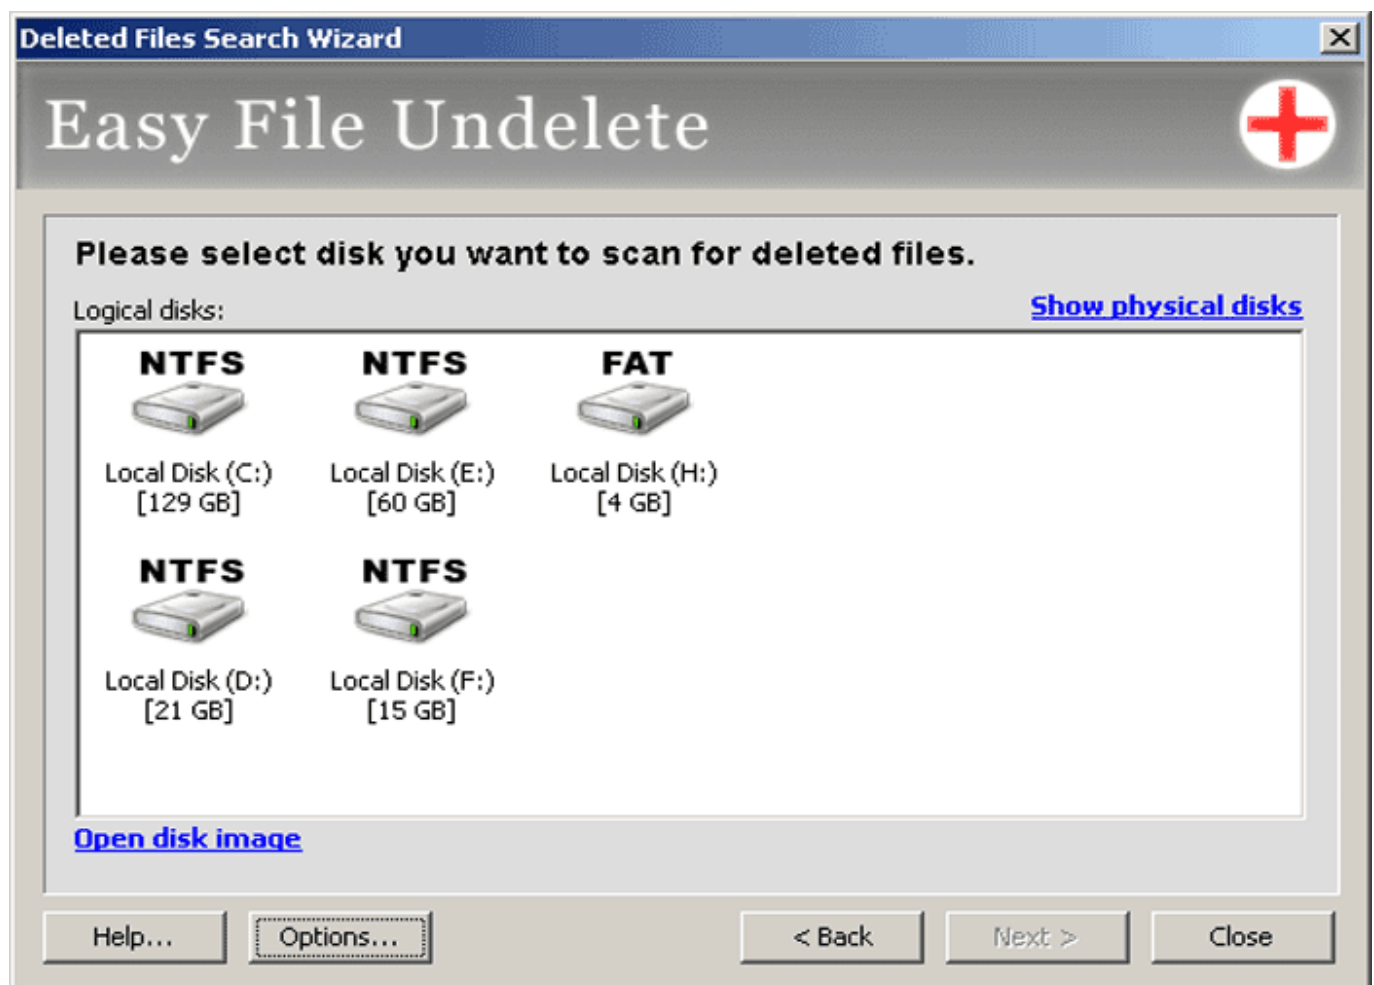 Deleted Files Search Wizard
Easy File Undelete
Please select disk you want to scan for deleted files.
Logical disks:
Show physical disks
NTFS
Local Disk (C:)
[129 GB]
NTFS
Local Disk (E:)
[60 GB]
FAT
Local Disk (H:)
[4 GB]
NTFS
Local Disk (D:)
[21 GB]
NTFS
Local Disk (F:)
[15 GB]
Open disk image
Help...
Options...
< Back
Next >
Close